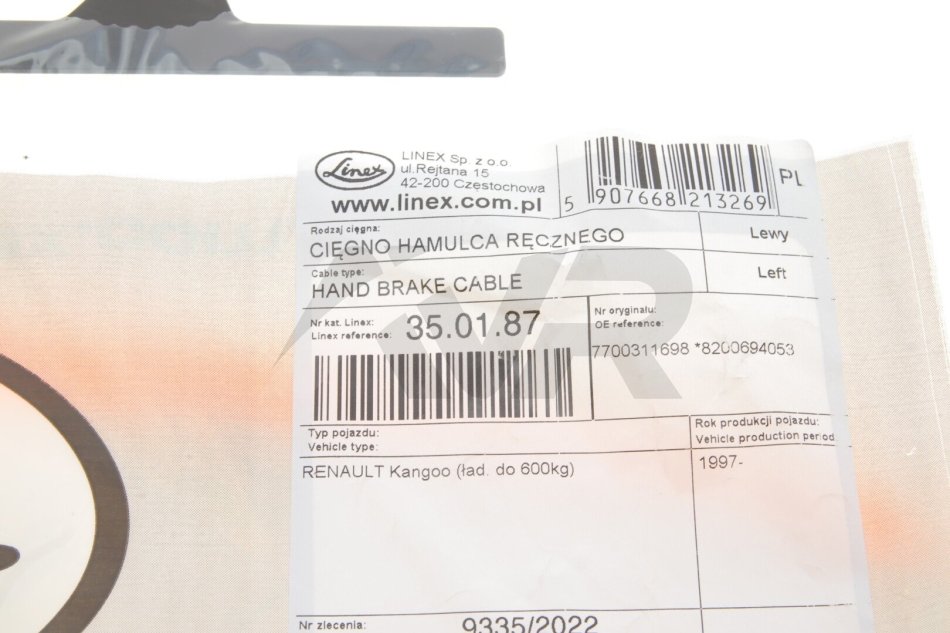 Linex
LINEX Sp. z o.o
ul.Rejtana 15
42-200 Częstochowa
www.linex.com.pl
5 907668 213269
PL
Rodzaj cięgna:
CIĘGNO HAMULCA RĘCZNEGO
Lewy
Cable type:
HAND BRAKE CABLE
Left
Nr kat. Linex:
Linex reference: 35.01.87
Nr oryginału:
OE reference:
7700311698 *8200694053
Typ pojazdu:
Vehicle type:
Rok produkcji pojazdu:
Vehicle production period
RENAULT Kangoo (ład. do 600kg)
1997-
Nr zlecenia: 9335/2022